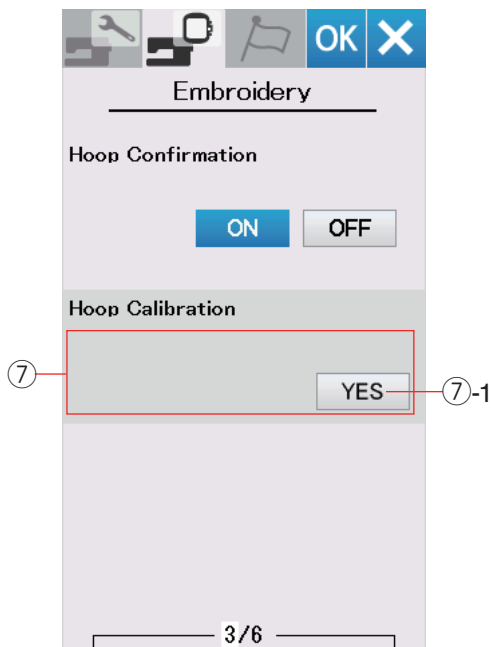 OK
Embroidery
Hoop Confirmation
ON OFF
Hoop Calibration
⑦
YES ⑦-1
3/6